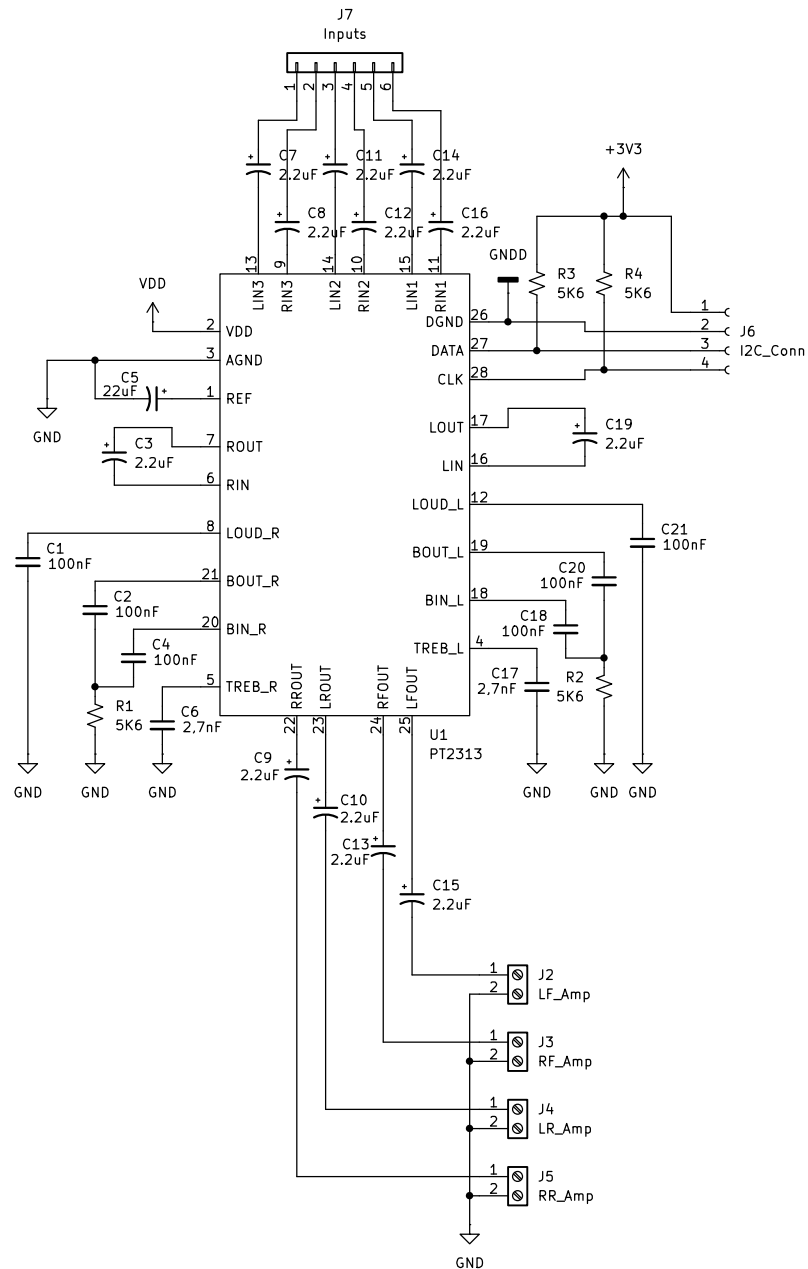 J7
Inputs
1 2 3 4 5 6
+ C7
2.2uF
+ C11
2.2uF
+ C14
2.2uF
+3V3
+ C8
2.2uF
+ C12
2.2uF
+ C16
2.2uF
GNDD
13 9 14 10 15 11
LIN3 RIN3 LIN2 RIN2 LIN1 RIN1
R3
5K6
R4
5K6
VDD
2 VDD
3 AGND
C5
22uF +
1 REF
GND
+ C3
2.2uF
7 ROUT
6 RIN
8 LOUD_R
C1
100nF
21 BOUT_R
C2
100nF
20 BIN_R
C4
100nF
5 TREB_R
R1
5K6
C6
2,7nF
GND
GND
GND
DGND 26
DATA 27
CLK 28
1
2
3
4
J6
I2C_Conn
LOUT 17
+ C19
2.2uF
LIN 16
LOUD_L 12
C21
100nF
BOUT_L 19
C20
100nF
BIN_L 18
C18
100nF
TREB_L 4
C17
2,7nF
R2
5K6
GND
GND
GND
RROUT LROUT RFOUT LFOUT
22 23 24 25
U1
PT2313
C9 +
2.2uF
+ C10
2.2uF
C13 +
2.2uF
+ C15
2.2uF
1 J2
2 LF_Amp
1 J3
2 RF_Amp
1 J4
2 LR_Amp
1 J5
2 RR_Amp
GND